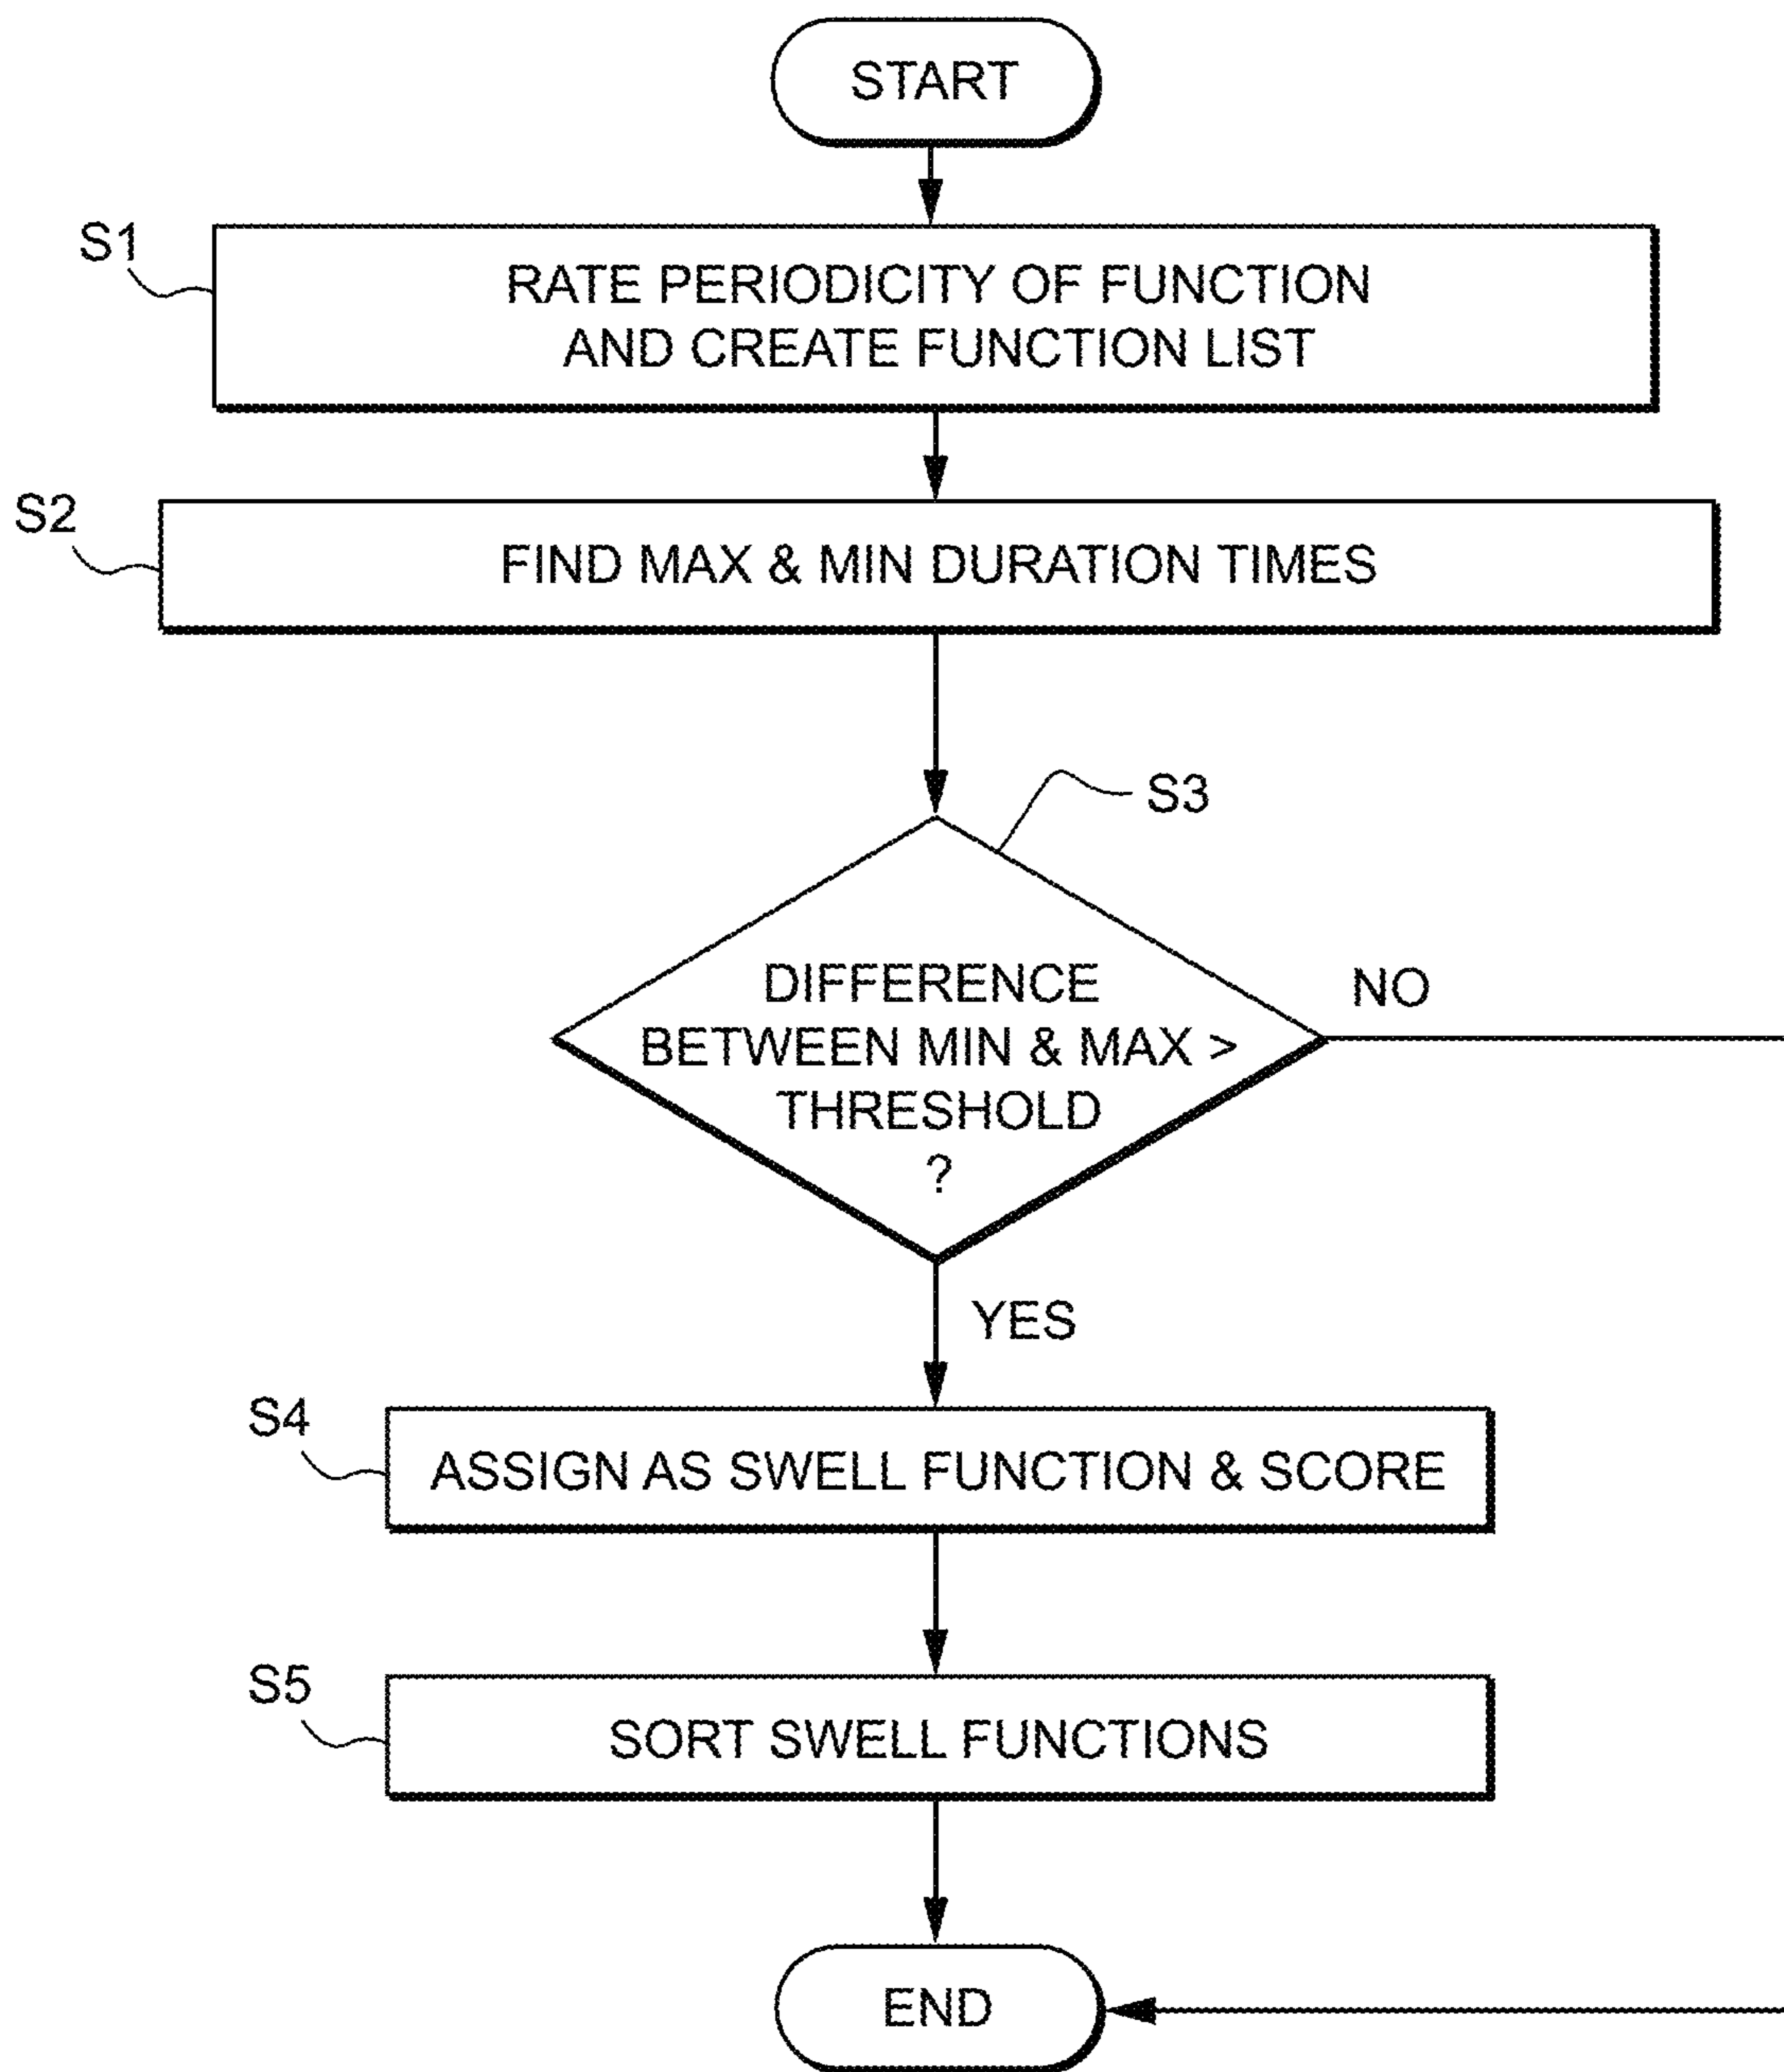 START
S1
RATE PERIODICITY OF FUNCTION
AND CREATE FUNCTION LIST
S2
FIND MAX & MIN DURATION TIMES
S3
DIFFERENCE
BETWEEN MIN & MAX >
THRESHOLD
?
NO
YES
S4
ASSIGN AS SWELL FUNCTION & SCORE
S5
SORT SWELL FUNCTIONS
END